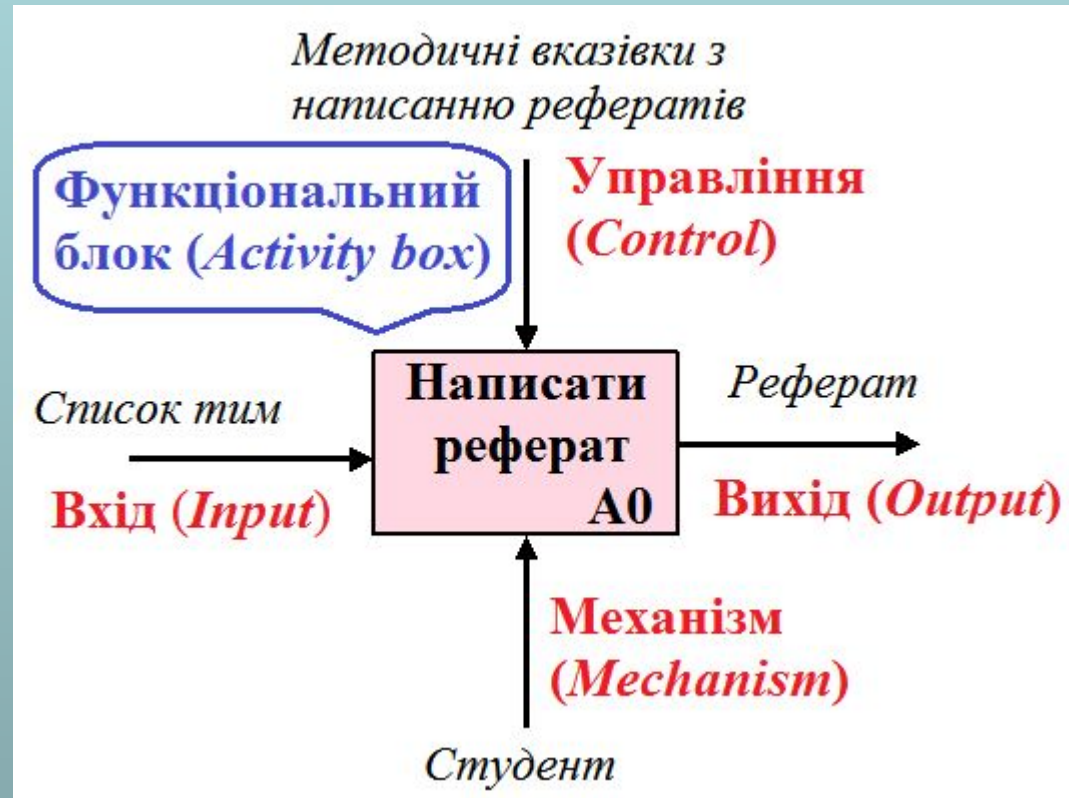 Методичні вказівки з
написанню рефератів
Функціональний
блок (Activity box)
Управління
(Control)
Список тим
Вхід (Input)
Написати
реферат
A0
Реферат
Вихід (Output)
Механізм
(Mechanism)
Студент